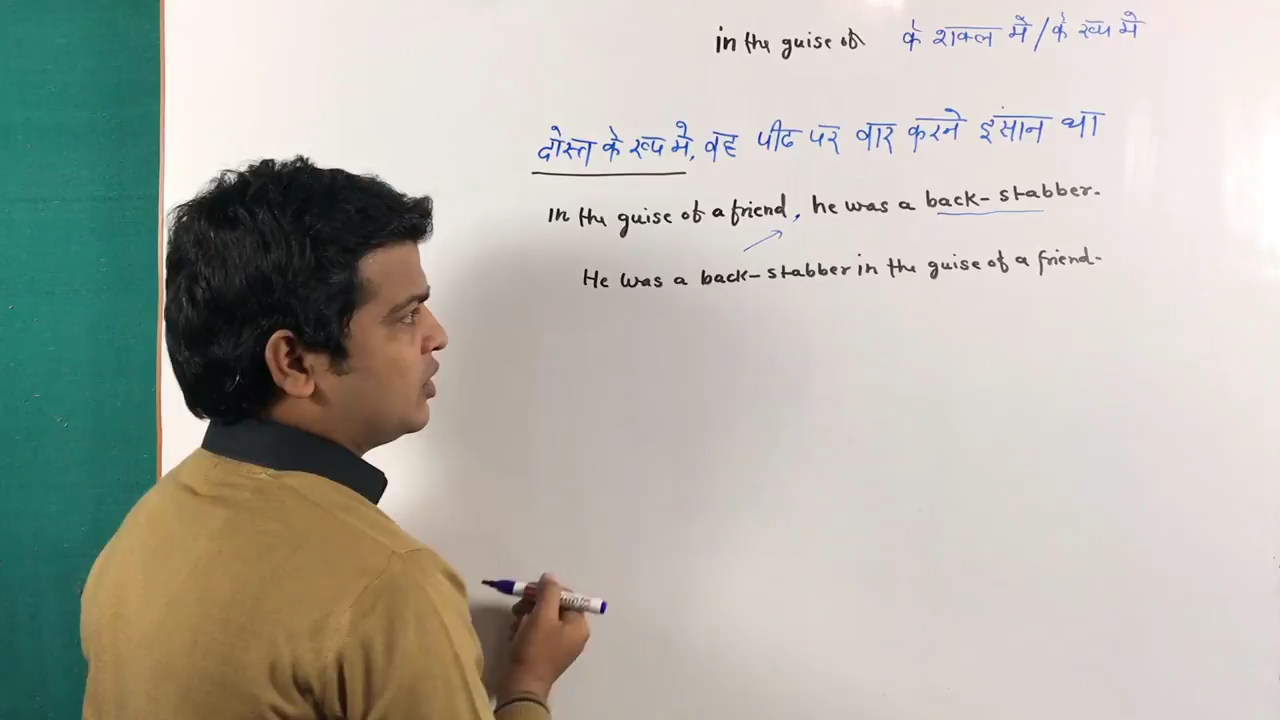 in the guise of के शक्ल में / के रूप में
दोस्त के रूप में, वह पीठ पर वार करने इंसान था
In the guise of a friend, he was a back-stabber.
He was a back-stabber in the guise of a friend.